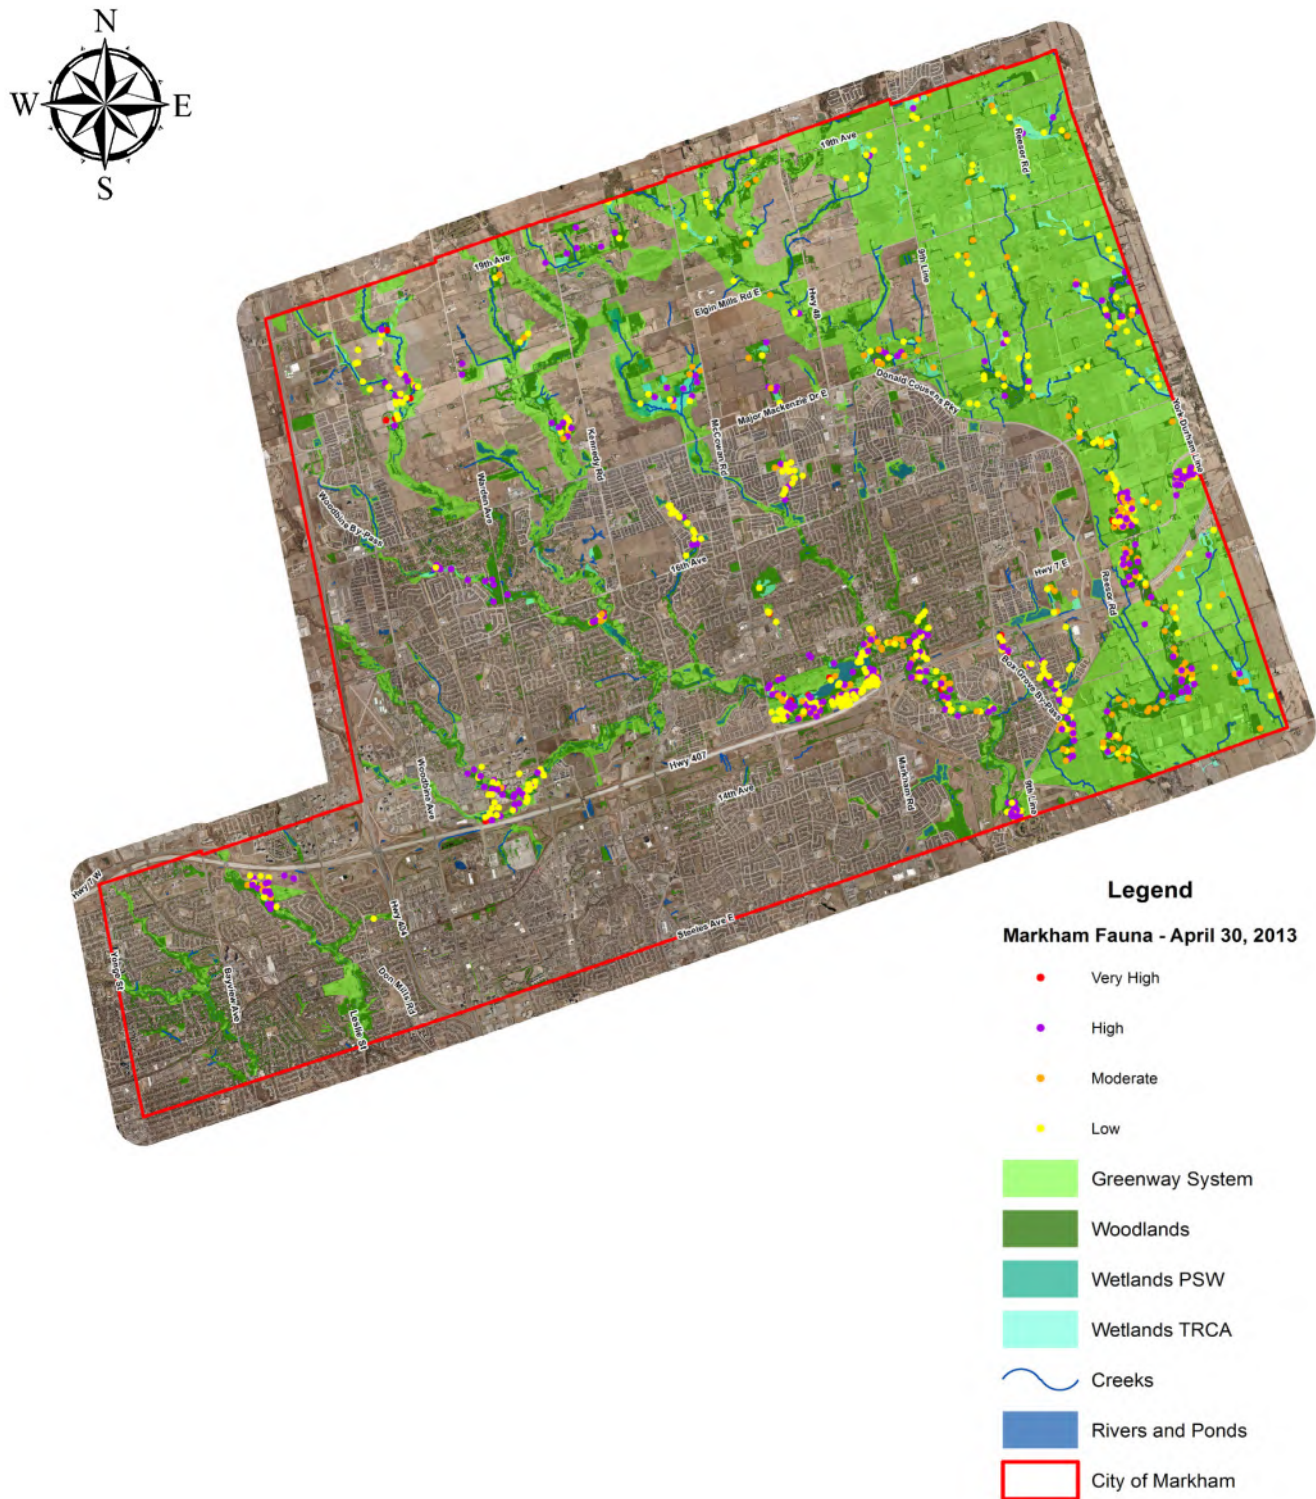 N
W
E
S
19th Ave
Reesor Rd
19th Ave
9th Line
Elgin Mills Rd E
Hwy 48
Donald Cousens Pky
Major Mackenzie Dr E
York Durham Line
Kennedy Rd
McCowan Rd
Warden Ave
Woodbine By-Pass
16th Ave
Hwy 7 E
Reesor Rd
Box Grove By-Pass
Hwy 407
Woodbine Ave
14th Ave
Markham Rd
9th Line
Hwy 7 W
Hwy 404
Steeles Ave E
Yonge St
Bayview Ave
Don Mills Rd
Leslie St
Legend
Markham Fauna - April 30, 2013
Very High
High
Moderate
Low
Greenway System
Woodlands
Wetlands PSW
Wetlands TRCA
Creeks
Rivers and Ponds
City of Markham